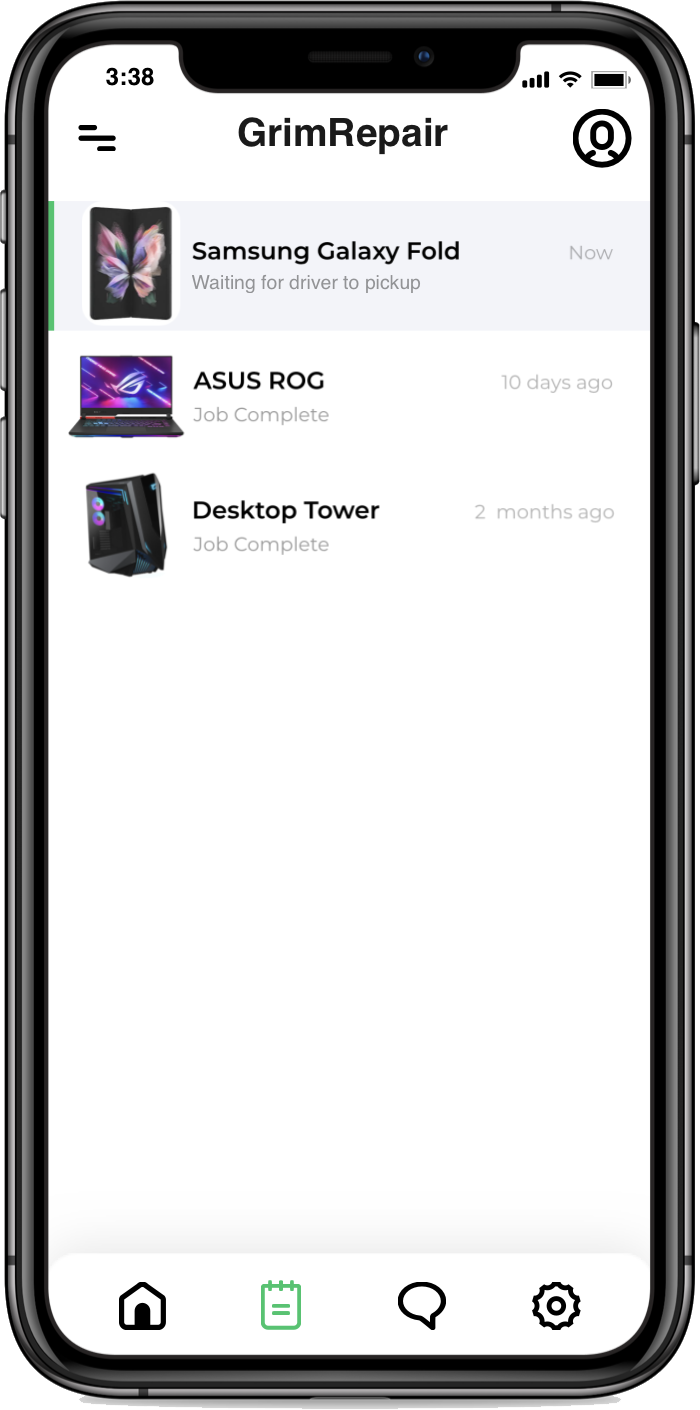 3:38
GrimRepair
Samsung Galaxy Fold
Now
Waiting for driver to pickup
ASUS ROG
10 days ago
Job Complete
Desktop Tower
2 months ago
Job Complete